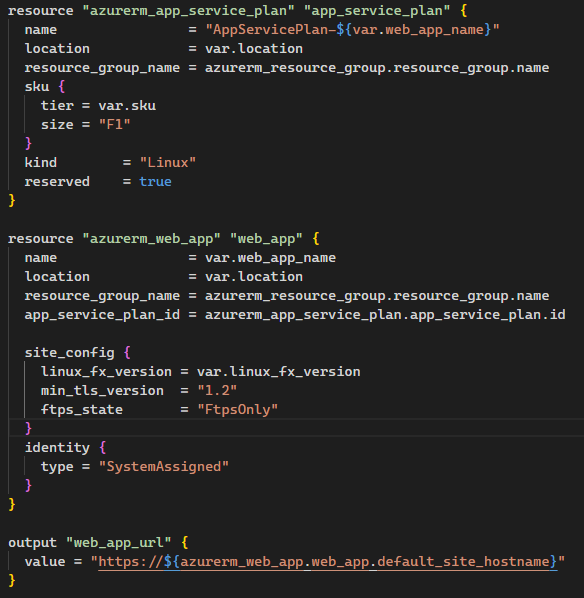 resource "azurerm_app_service_plan" "app_service_plan" {
  name                = "AppServicePlan-${var.web_app_name}"
  location            = var.location
  resource_group_name = azurerm_resource_group.resource_group.name
  sku {
    tier = var.sku
    size = "F1"
  }
  kind        = "Linux"
  reserved    = true
}

resource "azurerm_web_app" "web_app" {
  name                = var.web_app_name
  location            = var.location
  resource_group_name = azurerm_resource_group.resource_group.name
  app_service_plan_id = azurerm_app_service_plan.app_service_plan.id

  site_config {
    linux_fx_version = var.linux_fx_version
    min_tls_version  = "1.2"
    ftps_state       = "FtpsOnly"
  }
  identity {
    type = "SystemAssigned"
  }
}

output "web_app_url" {
  value = "https://${azurerm_web_app.web_app.default_site_hostname}"
}